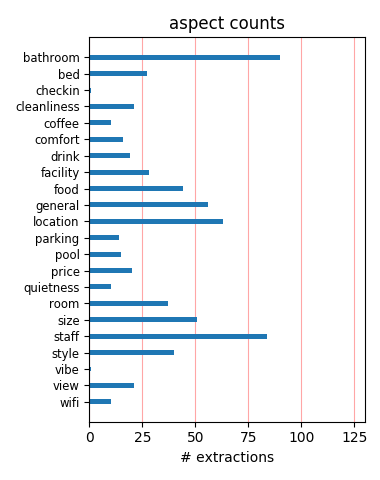 aspect counts
bathroom
bed
checkin
cleanliness
coffee
comfort
drink
facility
food
general
location
parking
pool
price
quietness
room
size
staff
style
vibe
view
wifi
0 25 50 75 100 125
# extractions